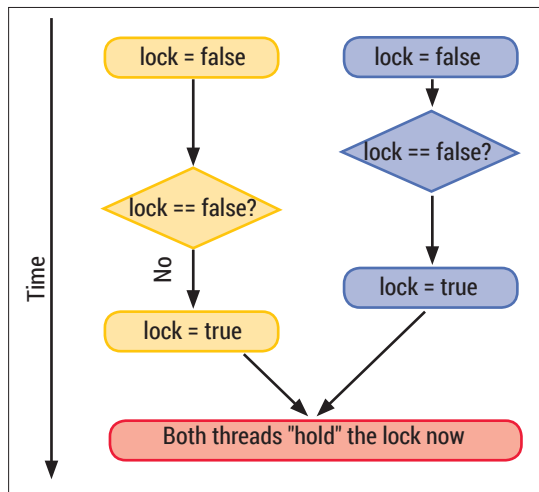 lock = false
lock = false
lock == false?
lock == false?
No
Time
lock = true
lock = true
Both threads "hold" the lock now